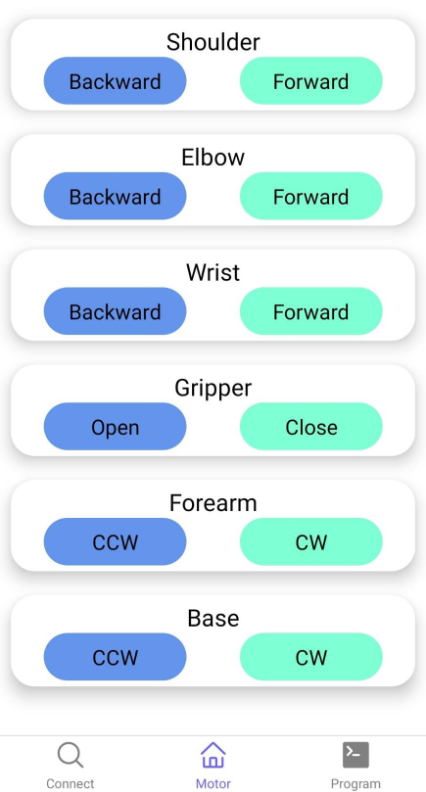 Shoulder
Backward Forward
Elbow
Backward Forward
Wrist
Backward Forward
Gripper
Open Close
Forearm
CCW CW
Base
CCW CW
Connect Motor Program